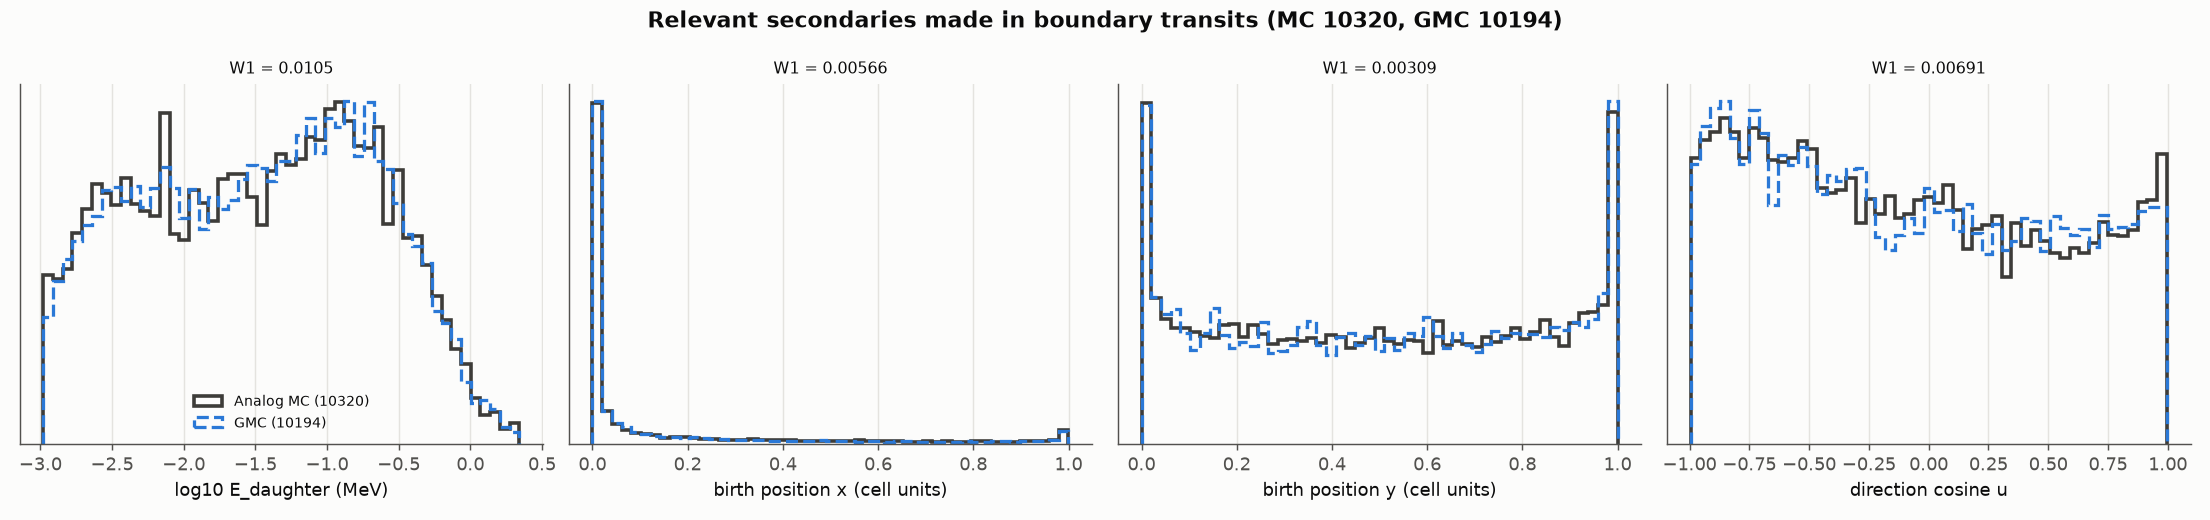 Relevant secondaries made in boundary transits (MC 10320, GMC 10194)
W1 = 0.0105
W1 = 0.00566
W1 = 0.00309
W1 = 0.00691
Analog MC (10320)
GMC (10194)
−3.0 −2.5 −2.0 −1.5 −1.0 −0.5 0.0 0.5
0.0 0.2 0.4 0.6 0.8 1.0
0.0 0.2 0.4 0.6 0.8 1.0
−1.00 −0.75 −0.50 −0.25 0.00 0.25 0.50 0.75 1.00
log10 E_daughter (MeV)
birth position x (cell units)
birth position y (cell units)
direction cosine u